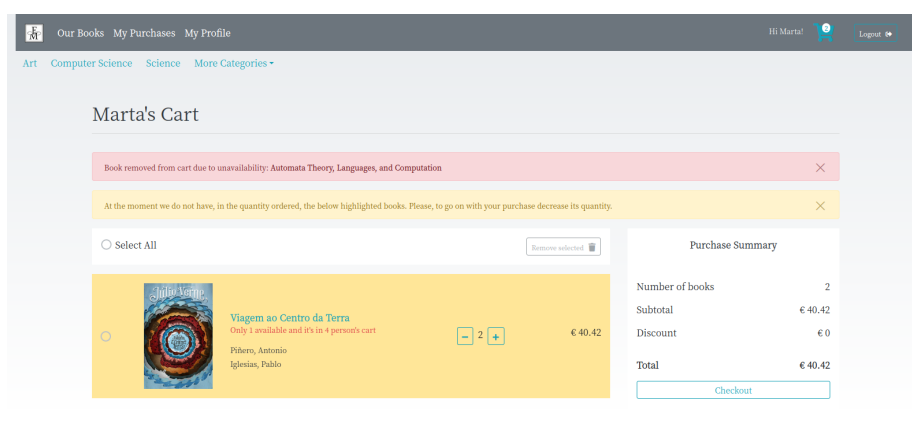 F
M
Our Books My Purchases My Profile
Hi Marta!
2
Logout
Art Computer Science Science More Categories
Marta's Cart
Book removed from cart due to unavailability: Automata Theory, Languages, and Computation
At the moment we do not have, in the quantity ordered, the below highlighted books. Please, to go on with your purchase decrease its quantity.
Select All
Remove selected
Julio Verne
Viagem ao Centro da Terra
Only 1 available and it's in 4 person's cart
Piñero, Antonio
Iglesias, Pablo
− 2 +
€ 40.42
Purchase Summary
Number of books 2
Subtotal € 40.42
Discount € 0
Total € 40.42
Checkout